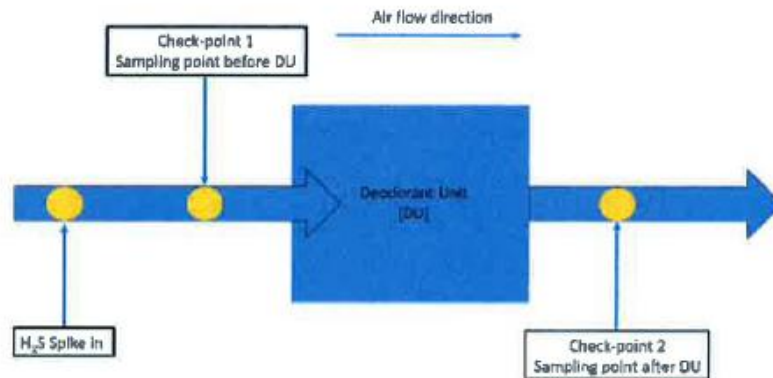 Air flow direction
Check-point 1
Sampling point before DU
Deodorant Unit
[DU]
H₂S Spike in
Check-point 2
Sampling point after DU